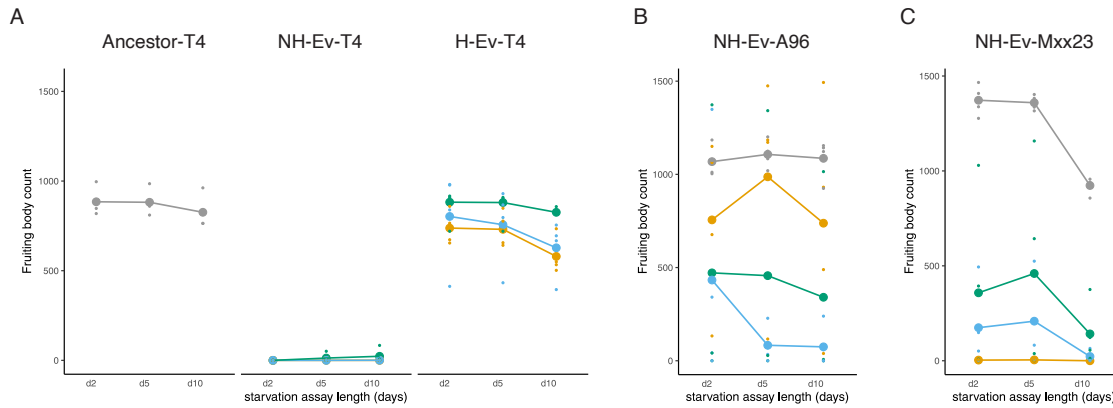 A
B
C
Ancestor-T4
NH-Ev-T4
H-Ev-T4
NH-Ev-A96
NH-Ev-Mxx23
Fruiting body count
1500
1000
500
0
d2
d5
d10
d2
d5
d10
d2
d5
d10
starvation assay length (days)
Fruiting body count
1500
1000
500
0
d2
d5
d10
starvation assay length (days)
Fruiting body count
1500
1000
500
0
d2
d5
d10
starvation assay length (days)